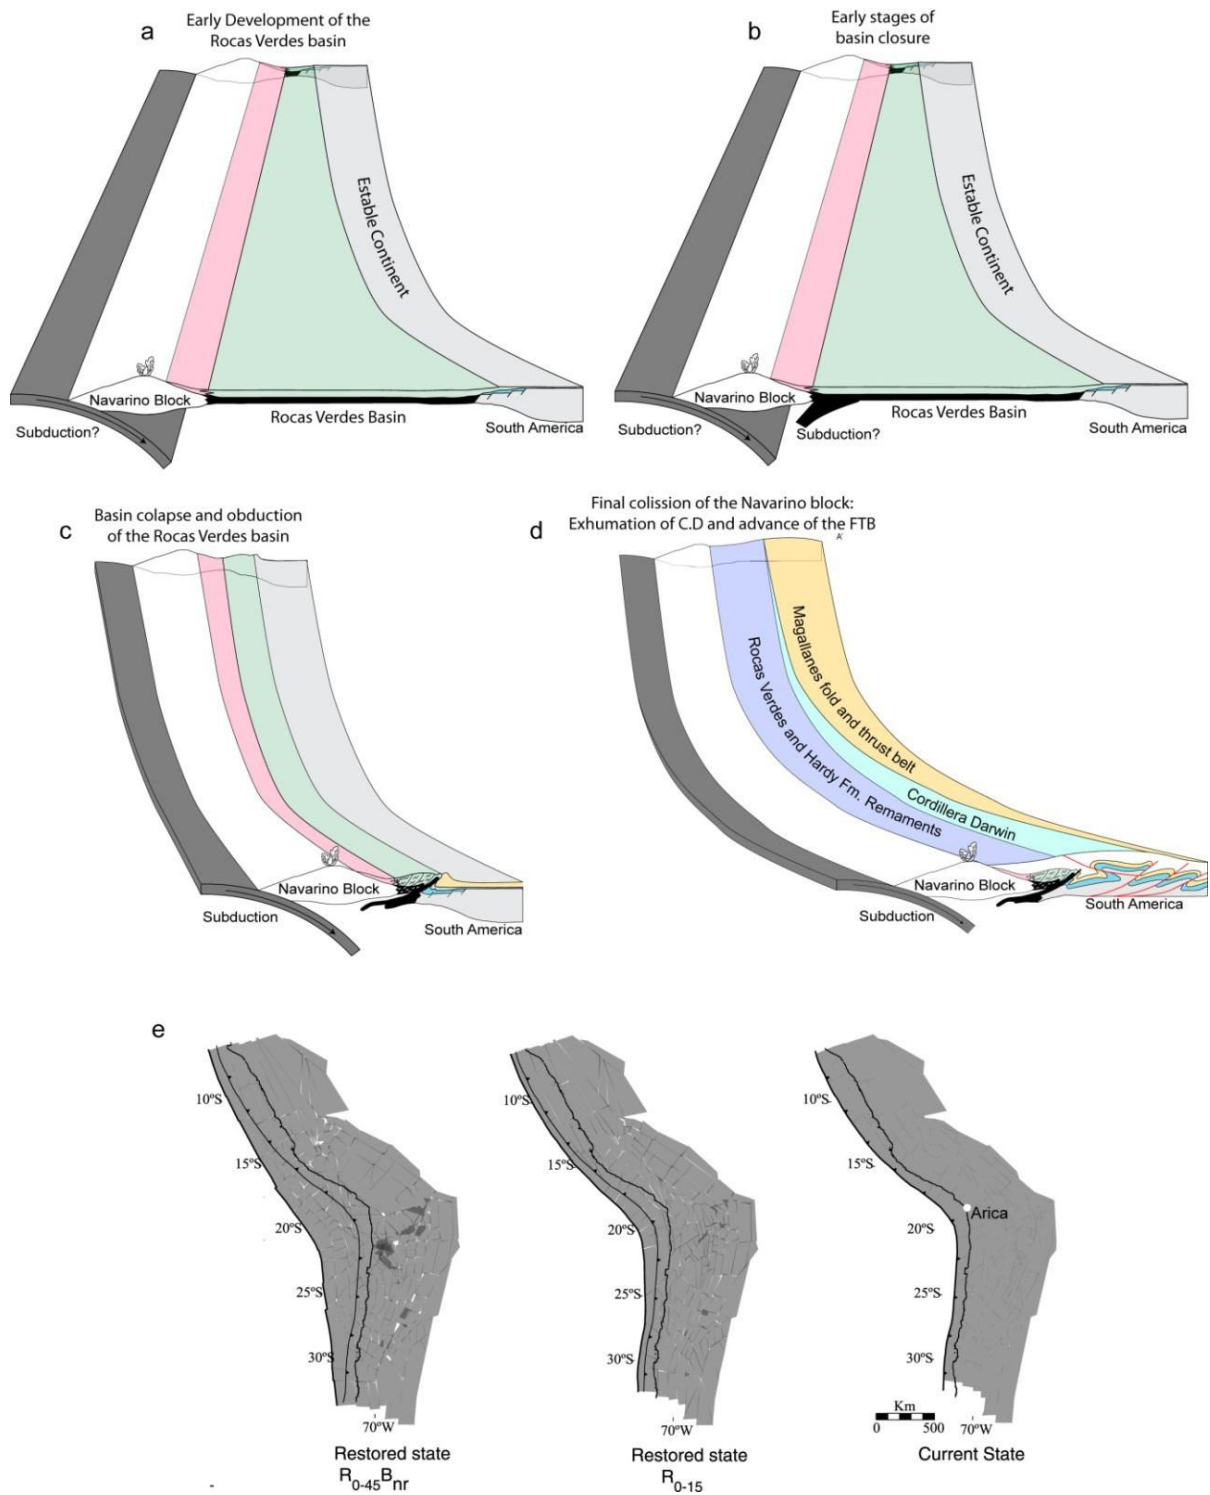 a
Early Development of the
Rocas Verdes basin
Estable Continent
Navarino Block
Subduction?
Rocas Verdes Basin
South America
b
Early stages of
basin closure
Estable Continent
Navarino Block
Subduction?
Subduction?
Rocas Verdes Basin
South America
c
Basin colapse and obduction
of the Rocas Verdes basin
Navarino Block
Subduction
South America
d
Final colission of the Navarino block:
Exhumation of C.D and advance of the FTB
A'
Magallanes fold and thrust belt
Rocas Verdes and Hardy Fm. Remaments
Cordillera Darwin
Navarino Block
Subduction
South America
e
10ºS
15ºS
20ºS
25ºS
30ºS
70ºW
Restored state
R0-45Bnr
10ºS
15ºS
20ºS
25ºS
30ºS
70ºW
Restored state
R0-15
10ºS
15ºS
Arica
20ºS
25ºS
30ºS
Km
0 500
70ºW
Current State